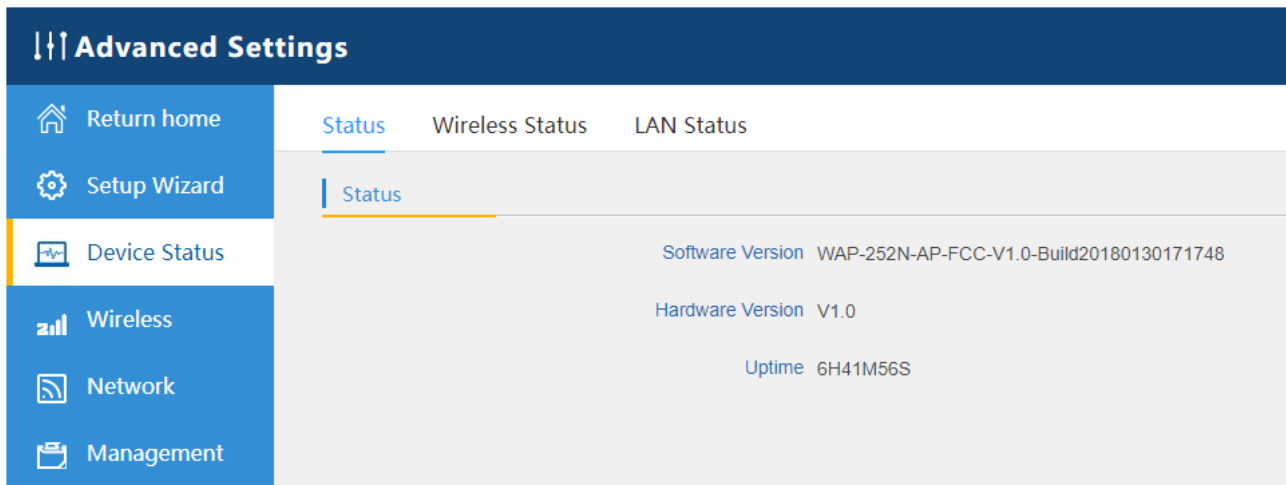 Advanced Settings
Return home
Setup Wizard
Device Status
Wireless
Network
Management
Status Wireless Status LAN Status
Status
Software Version WAP-252N-AP-FCC-V1.0-Build20180130171748
Hardware Version V1.0
Uptime 6H41M56S